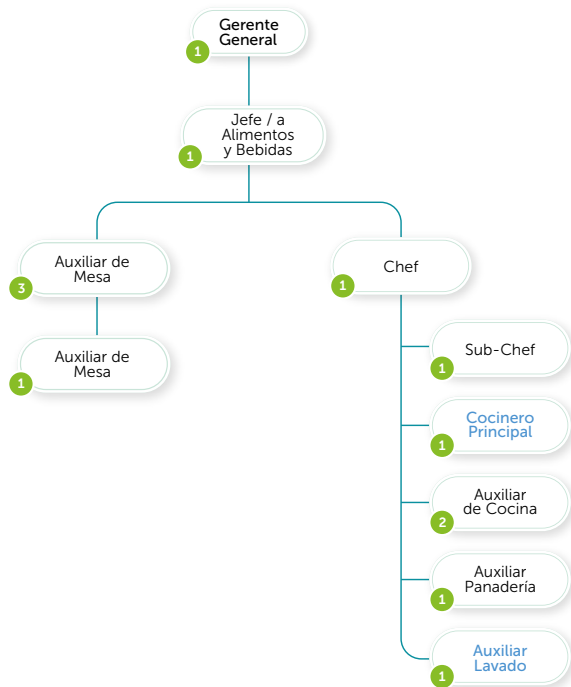 Gerente
General
1
Jefe / a
Alimentos
y Bebidas
1
Auxiliar de
Mesa
3
Auxiliar de
Mesa
1
Chef
1
Sub-Chef
1
Cocinero
Principal
1
Auxiliar
de Cocina
2
Auxiliar
Panadería
1
Auxiliar
Lavado
1